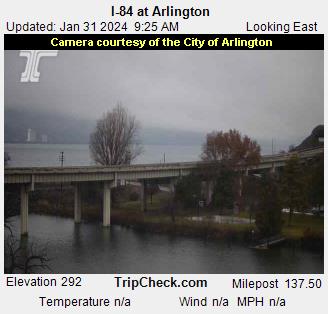 I-84 at Arlington
Updated: Jan 31 2024 9:25 AM Looking East
Camera courtesy of the City of Arlington
Elevation 292 TripCheck.com Milepost 137.50
Temperature n/a Wind n/a MPH n/a